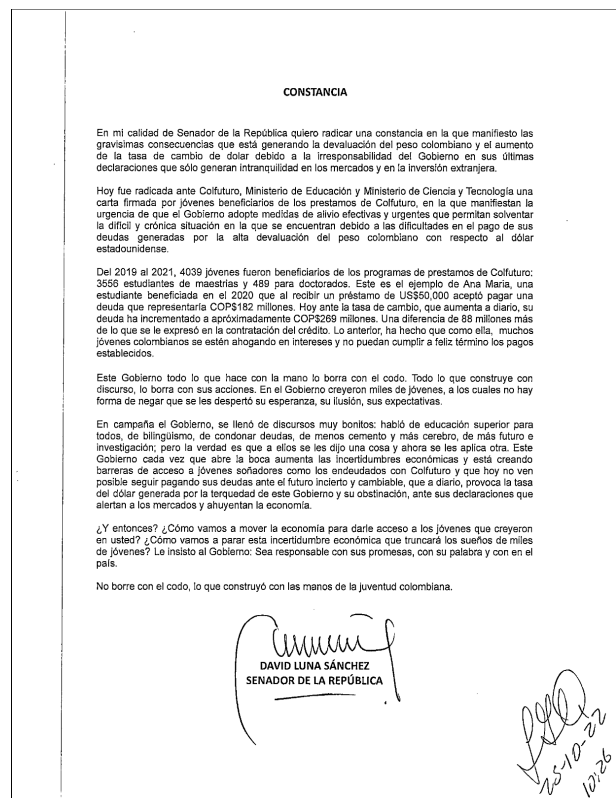 CONSTANCIA
En mi calidad de Senador de la República quiero radicar una constancia en la que manifiesto las
gravísimas consecuencias que está generando la devaluación del peso colombiano y el aumento
de la tasa de cambio de dolar debido a la irresponsabilidad del Gobierno en sus últimas
declaraciones que sólo generan intranquilidad en los mercados y en la inversión extranjera.
Hoy fue radicada ante Colfuturo, Ministerio de Educación y Ministerio de Ciencia y Tecnología una
carta firmada por jóvenes beneficiarios de los prestamos de Colfuturo, en la que manifiestan la
urgencia de que el Gobierno adopte medidas de alivio efectivas y urgentes que permitan solventar
la difícil y crónica situación en la que se encuentran debido a las dificultades en el pago de sus
deudas generadas por la alta devaluación del peso colombiano con respecto al dólar
estadounidense.
Del 2019 al 2021, 4039 jóvenes fueron beneficiarios de los programas de prestamos de Colfuturo:
3556 estudiantes de maestrias y 489 para doctorados. Este es el ejemplo de Ana Maria, una
estudiante beneficiada en el 2020 que al recibir un préstamo de US$50,000 aceptó pagar una
deuda que representaría COP$182 millones. Hoy ante la tasa de cambio, que aumenta a diario, su
deuda ha incrementado a apróximadamente COP$269 millones. Una diferencia de 88 millones más
de lo que se le expresó en la contratación del crédito. Lo anterior, ha hecho que como ella, muchos
jóvenes colombianos se estén ahogando en intereses y no puedan cumplir a feliz término los pagos
establecidos.
Este Gobierno todo lo que hace con la mano lo borra con el codo. Todo lo que construye con
discurso, lo borra con sus acciones. En el Gobierno creyeron miles de jóvenes, a los cuales no hay
forma de negar que se les despertó su esperanza, su ilusión, sus expectativas.
En campaña el Gobierno, se llenó de discursos muy bonitos: habló de educación superior para
todos, de bilingüismo, de condonar deudas, de menos cemento y más cerebro, de más futuro e
investigación; pero la verdad es que a ellos se les dijo una cosa y ahora se les aplica otra. Este
Gobierno cada vez que abre la boca aumenta las incertidumbres económicas y está creando
barreras de acceso a jóvenes soñadores como los endeudados con Colfuturo y que hoy no ven
posible seguir pagando sus deudas ante el futuro incierto y cambiable, que a diario, provoca la tasa
del dólar generada por la terquedad de este Gobierno y su obstinación, ante sus declaraciones que
alertan a los mercados y ahuyentan la economía.
¿Y entonces? ¿Cómo vamos a mover la economía para darle acceso a los jóvenes que creyeron
en usted? ¿Cómo vamos a parar esta incertidumbre económica que truncará los sueños de miles
de jóvenes? Le insisto al Gobierno: Sea responsable con sus promesas, con su palabra y con en el
país.
No borre con el codo, lo que construyó con las manos de la juventud colombiana.
DAVID LUNA SÁNCHEZ
SENADOR DE LA REPÚBLICA
25-10-22
10:26